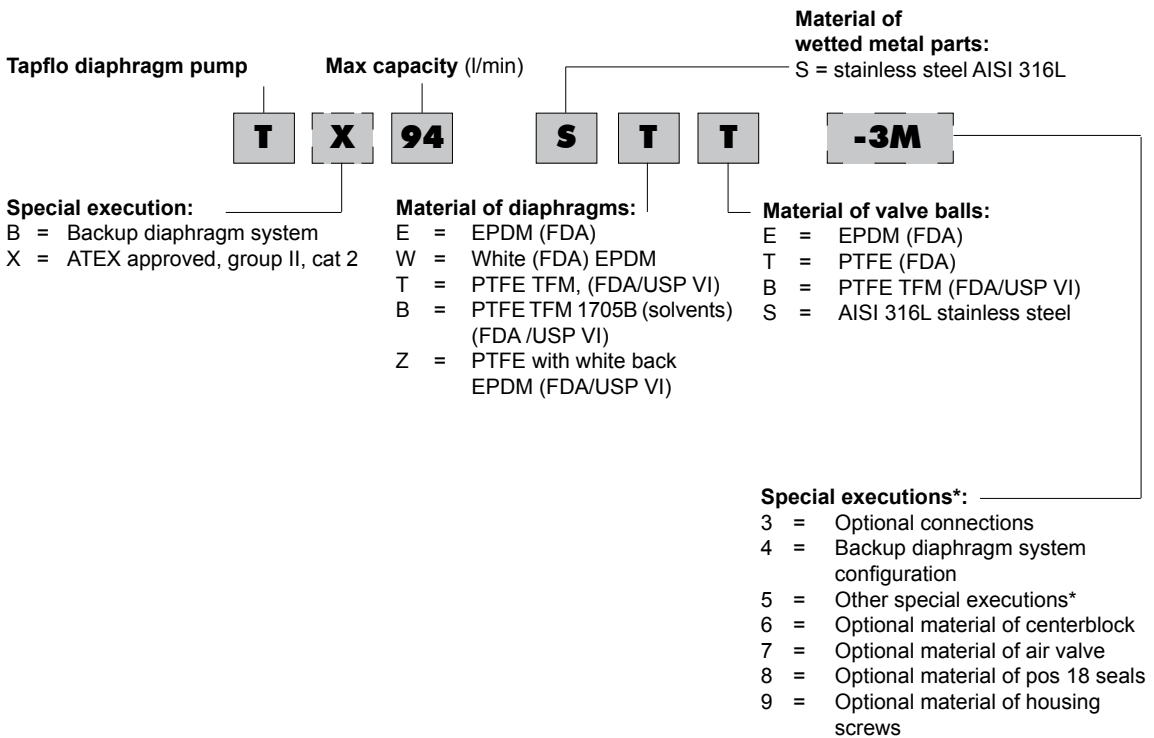 Material of
wetted metal parts:
S = stainless steel AISI 316L
Tapflo diaphragm pump
Max capacity (l/min)
T X 94 S T T -3M
Special execution:
B = Backup diaphragm system
X = ATEX approved, group II, cat 2
Material of diaphragms:
E = EPDM (FDA)
W = White (FDA) EPDM
T = PTFE TFM, (FDA/USP VI)
B = PTFE TFM 1705B (solvents)
(FDA /USP VI)
Z = PTFE with white back
EPDM (FDA/USP VI)
Material of valve balls:
E = EPDM (FDA)
T = PTFE (FDA)
B = PTFE TFM (FDA/USP VI)
S = AISI 316L stainless steel
Special executions*:
3 = Optional connections
4 = Backup diaphragm system
configuration
5 = Other special executions*
6 = Optional material of centerblock
7 = Optional material of air valve
8 = Optional material of pos 18 seals
9 = Optional material of housing
screws